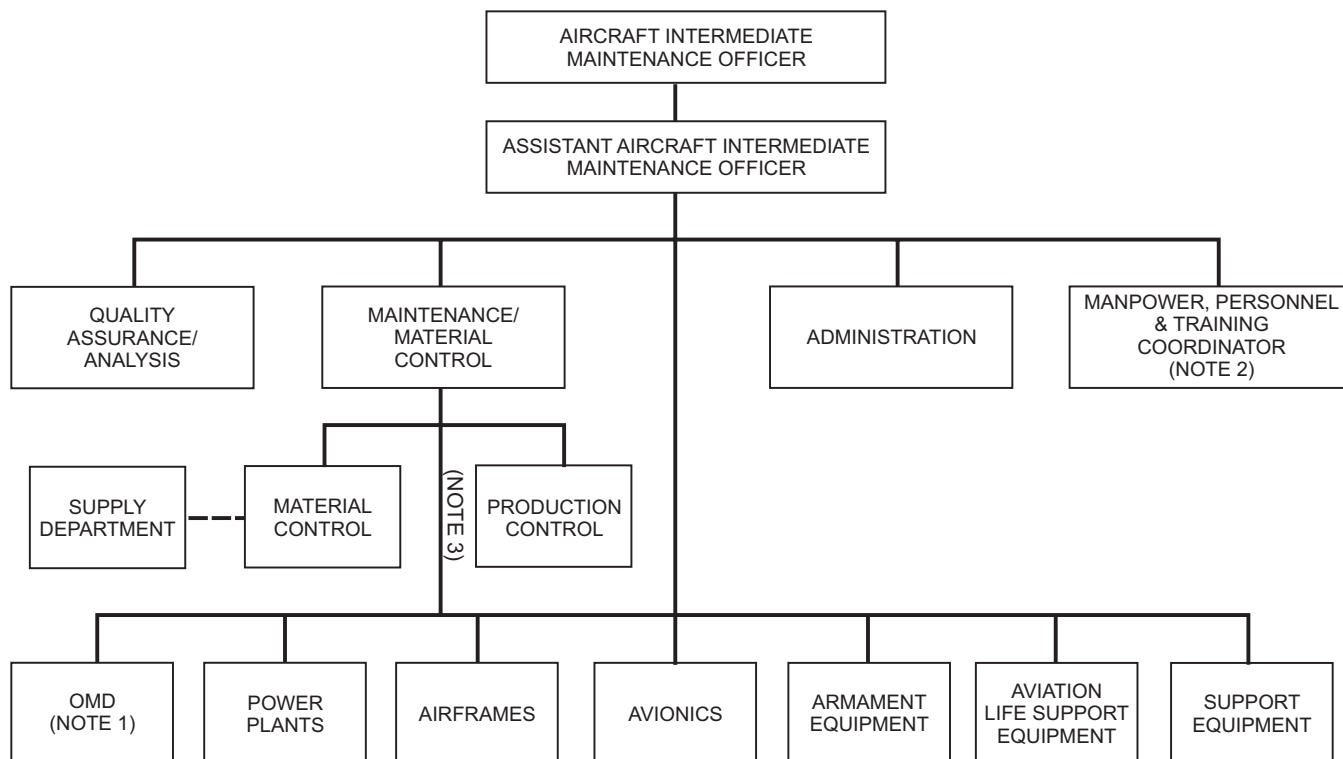 AIRCRAFT INTERMEDIATE
MAINTENANCE OFFICER
ASSISTANT AIRCRAFT INTERMEDIATE
MAINTENANCE OFFICER
QUALITY
ASSURANCE/
ANALYSIS
MAINTENANCE/
MATERIAL
CONTROL
ADMINISTRATION
MANPOWER, PERSONNEL
& TRAINING
COORDINATOR
(NOTE 2)
SUPPLY
DEPARTMENT
MATERIAL
CONTROL
(NOTE 3)
PRODUCTION
CONTROL
OMD
(NOTE 1)
POWER
PLANTS
AIRFRAMES
AVIONICS
ARMAMENT
EQUIPMENT
AVIATION
LIFE SUPPORT
EQUIPMENT
SUPPORT
EQUIPMENT